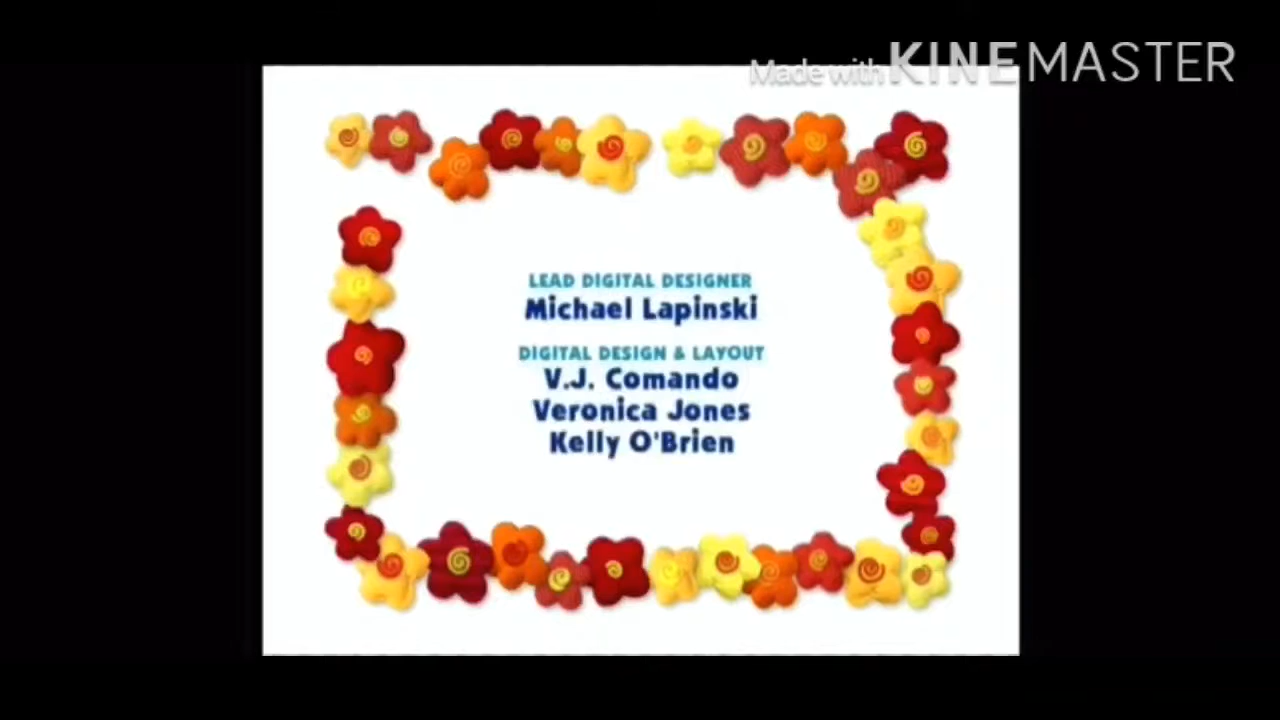 Made with KINEMASTER
LEAD DIGITAL DESIGNER
Michael Lapinski
DIGITAL DESIGN & LAYOUT
V.J. Comando
Veronica Jones
Kelly O'Brien